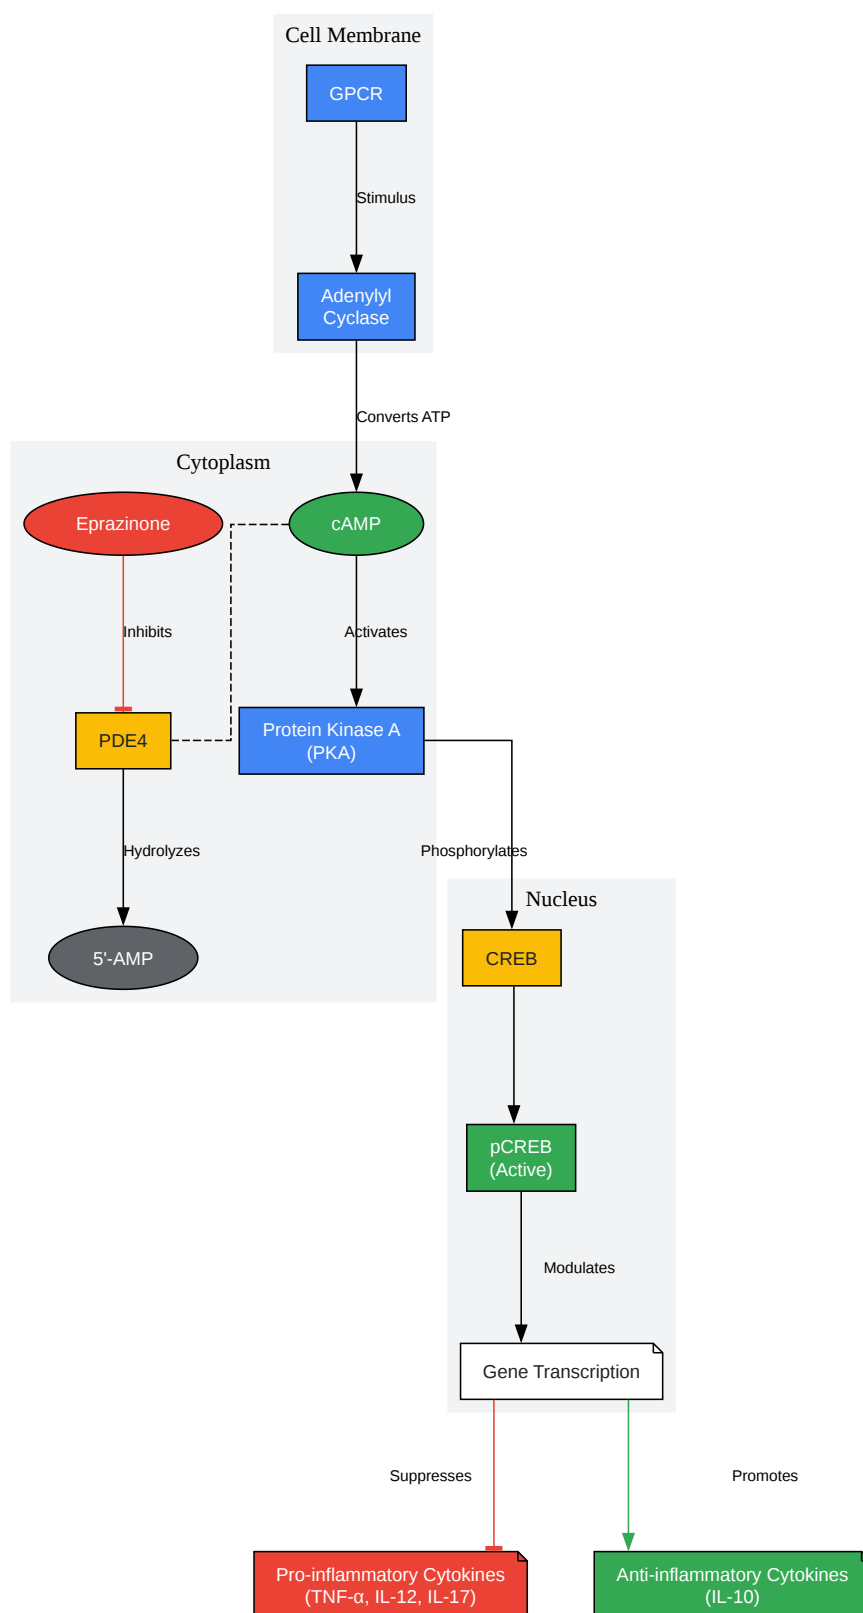 Cell Membrane
GPCR
Stimulus
Adenylyl
Cyclase
Converts ATP
Cytoplasm
Eprazinone
cAMP
Inhibits
Activates
PDE4
Protein Kinase A
(PKA)
Hydrolyzes
Phosphorylates
Nucleus
5'-AMP
CREB
pCREB
(Active)
Modulates
Gene Transcription
Suppresses
Promotes
Pro-inflammatory Cytokines
(TNF-α, IL-12, IL-17)
Anti-inflammatory Cytokines
(IL-10)